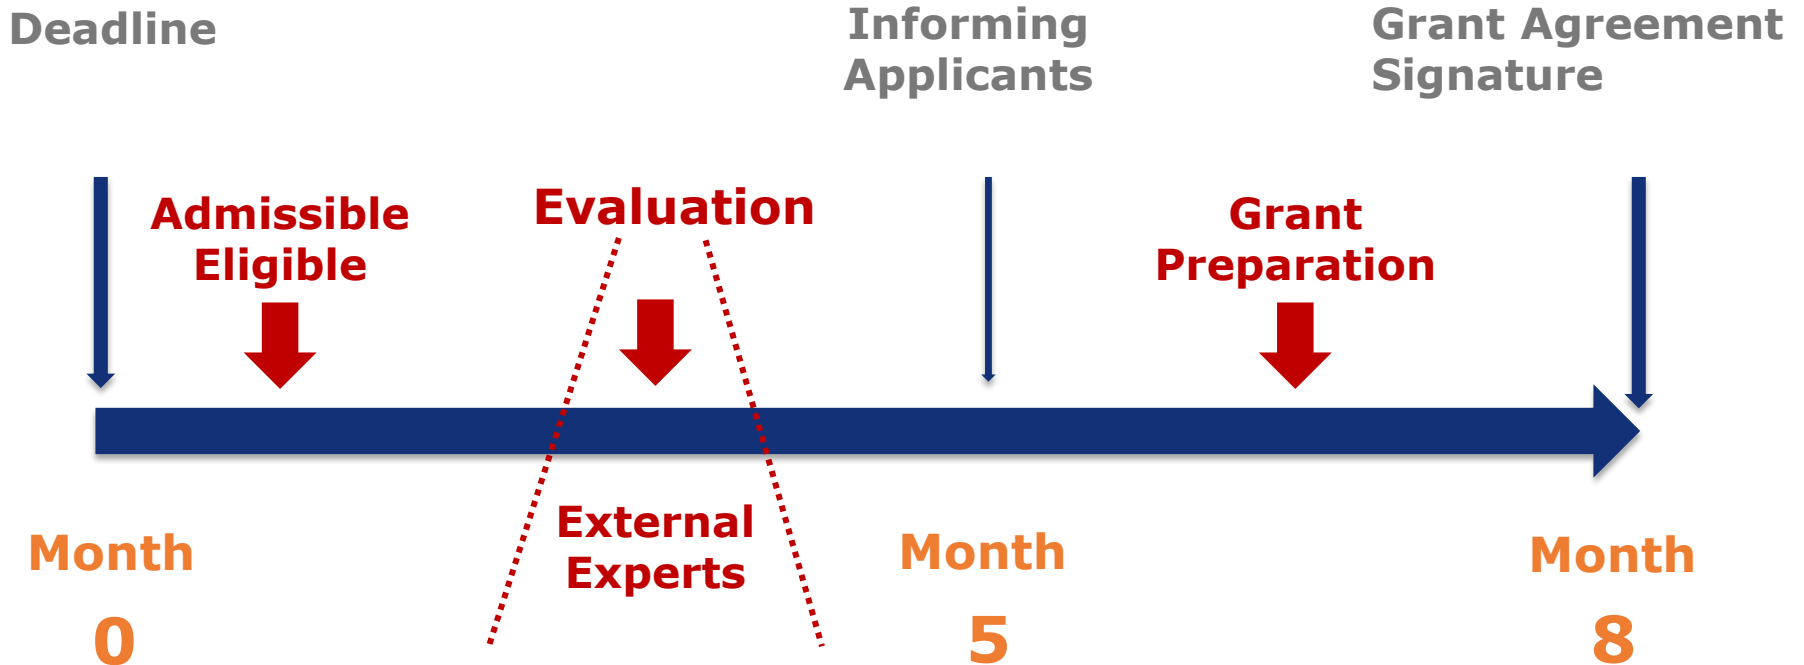 Deadline
Informing
Applicants
Grant Agreement
Signature
Admissible
Eligible
Evaluation
Grant
Preparation
External
Experts
Month
0
Month
5
Month
8